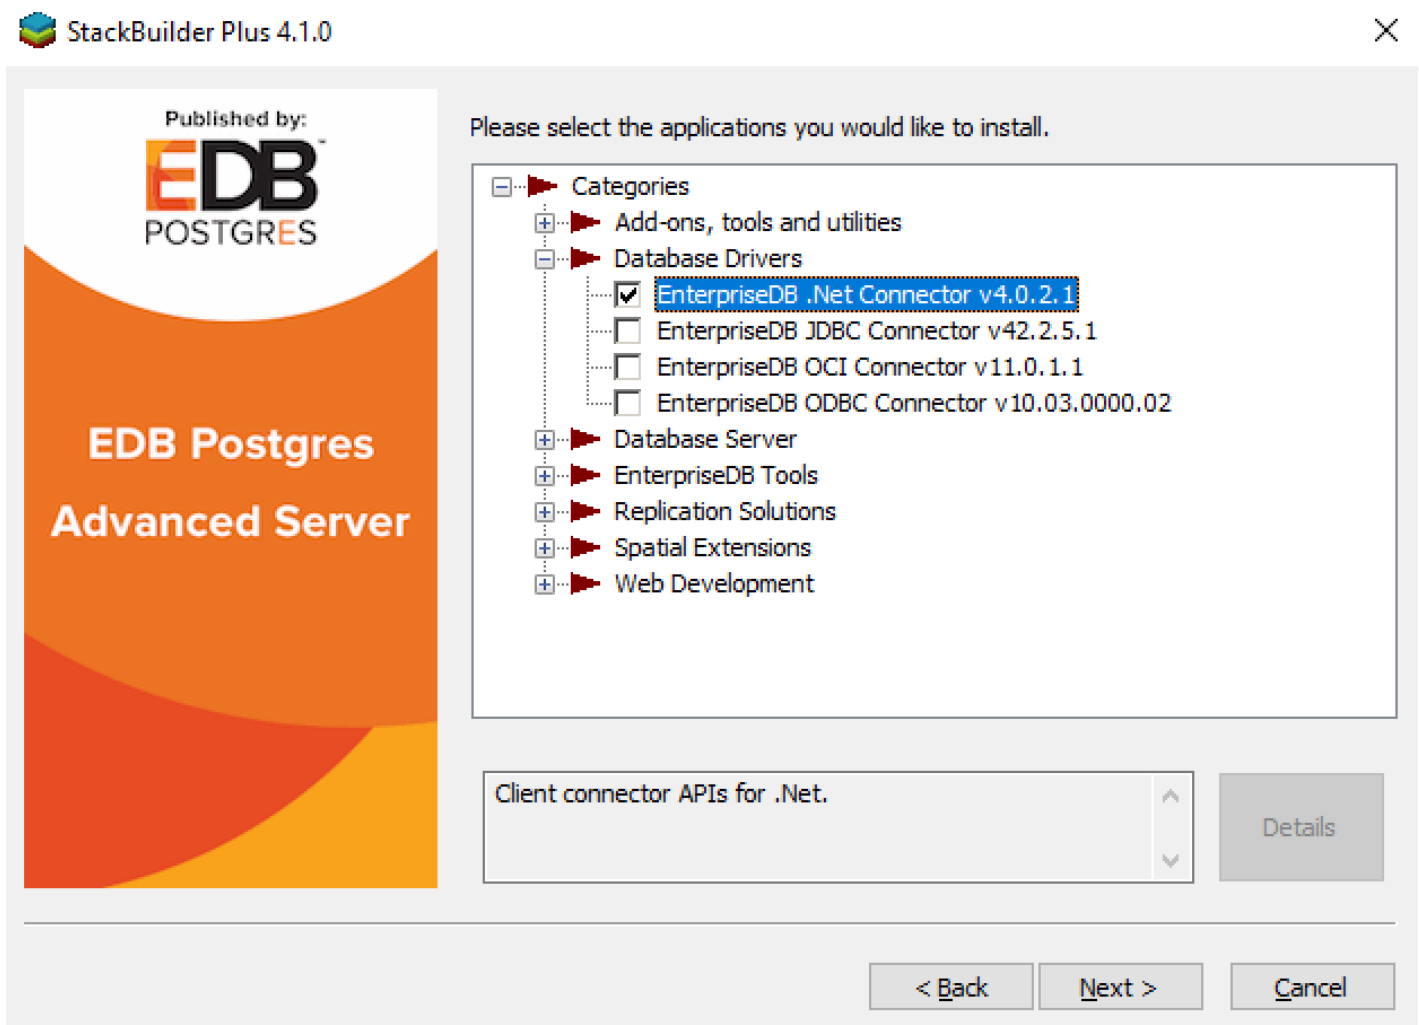 StackBuilder Plus 4.1.0
Published by:
EDB™
POSTGRES
EDB Postgres
Advanced Server
Please select the applications you would like to install.
Categories
Add-ons, tools and utilities
Database Drivers
EnterpriseDB .Net Connector v4.0.2.1
EnterpriseDB JDBC Connector v42.2.5.1
EnterpriseDB OCI Connector v11.0.1.1
EnterpriseDB ODBC Connector v10.03.0000.02
Database Server
EnterpriseDB Tools
Replication Solutions
Spatial Extensions
Web Development
Client connector APIs for .Net.
Details
< Back
Next >
Cancel